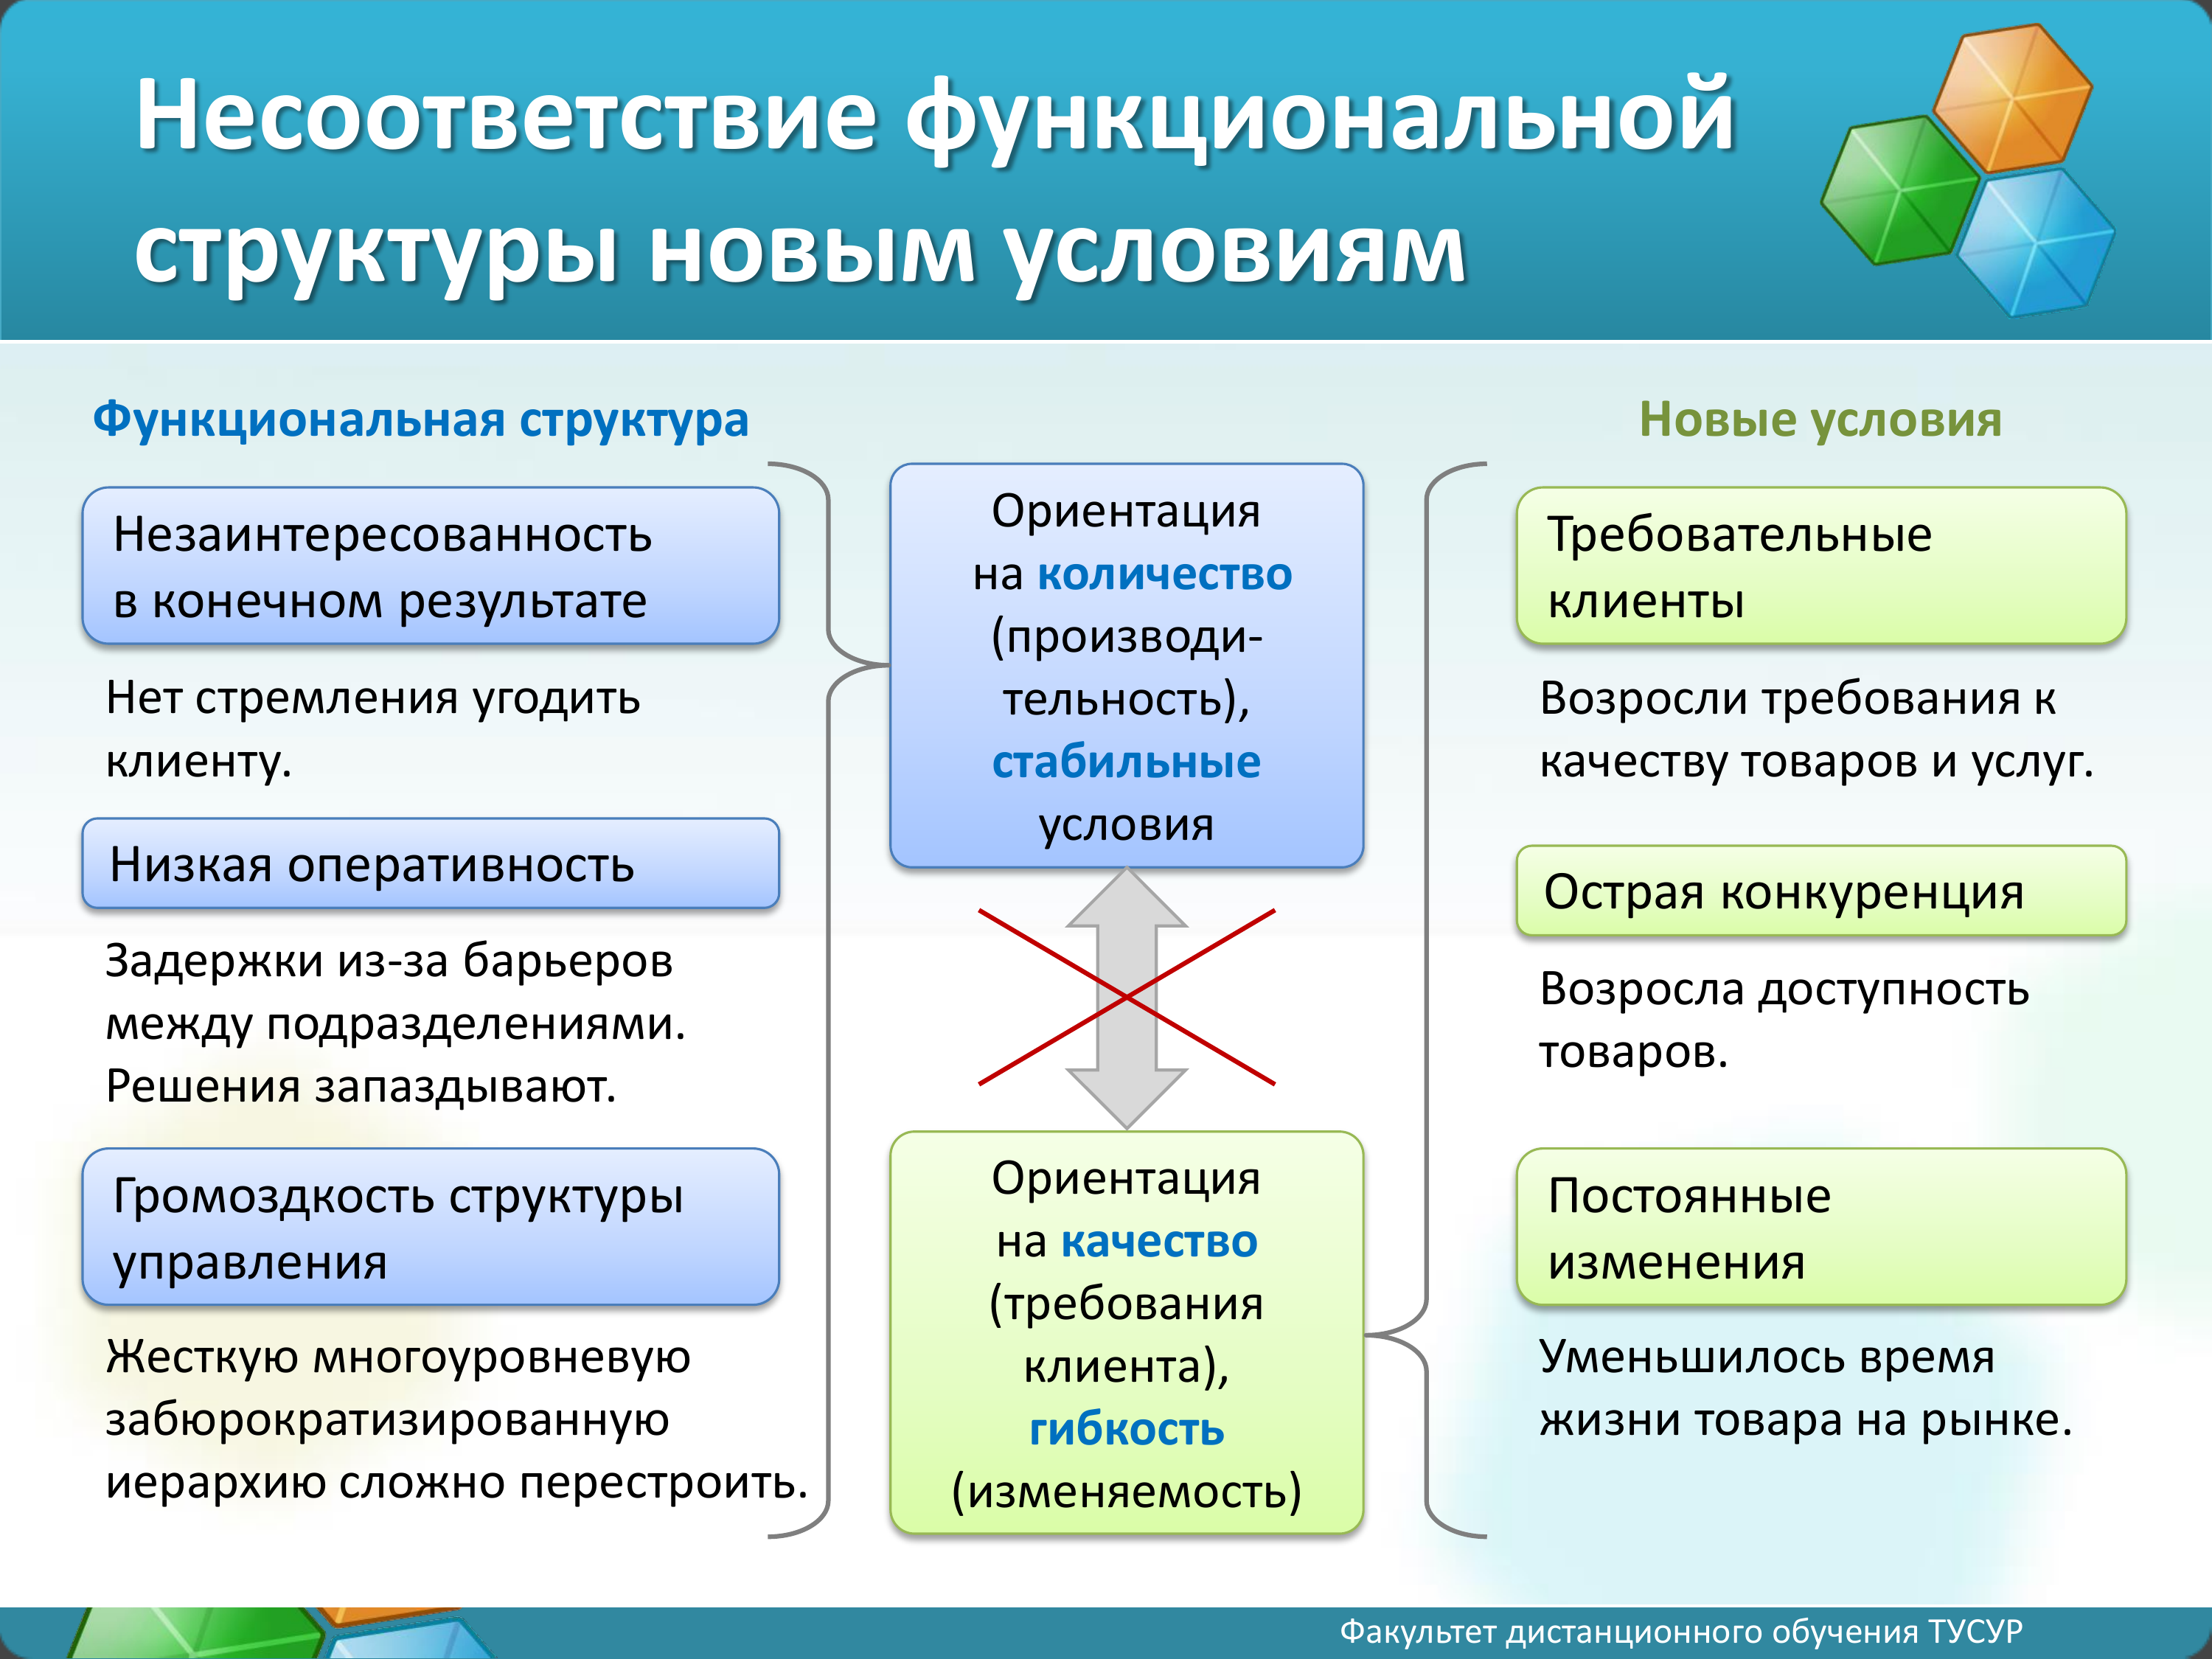 Несоответствие функциональной
структуры новым условиям
Функциональная структура
Незаинтересованность
в конечном результате
Нет стремления угодить
клиенту.
Низкая оперативность
Задержки из-за барьеров
между подразделениями.
Решения запаздывают.
Громоздкость структуры
управления
Жесткую многоуровневую
забюрократизированную
иерархию сложно перестроить.
Ориентация
на количество
(производи-
тельность),
стабильные
условия
Ориентация
на качество
(требования
клиента),
гибкость
(изменяемость)
Новые условия
Требовательные
клиенты
Возросли требования к
качеству товаров и услуг.
Острая конкуренция
Возросла доступность
товаров.
Постоянные
изменения
Уменьшилось время
жизни товара на рынке.
Факультет дистанционного обучения ТУСУР